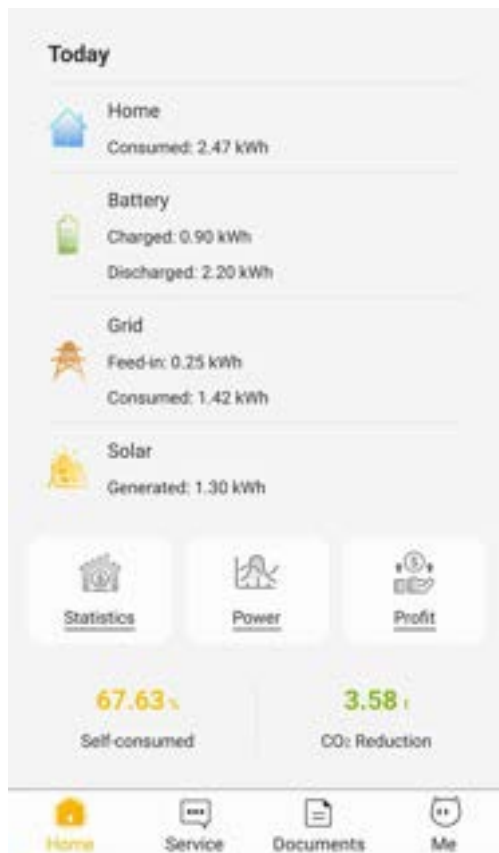 Today
Home
Consumed: 2.47 kWh
Battery
Charged: 0.90 kWh
Discharged: 2.20 kWh
Grid
Feed-in: 0.25 kWh
Consumed: 1.42 kWh
Solar
Generated: 1.30 kWh
Statistics Power Profit
67.63 % 3.58 t
Self-consumed CO₂ Reduction
Home Service Documents Me